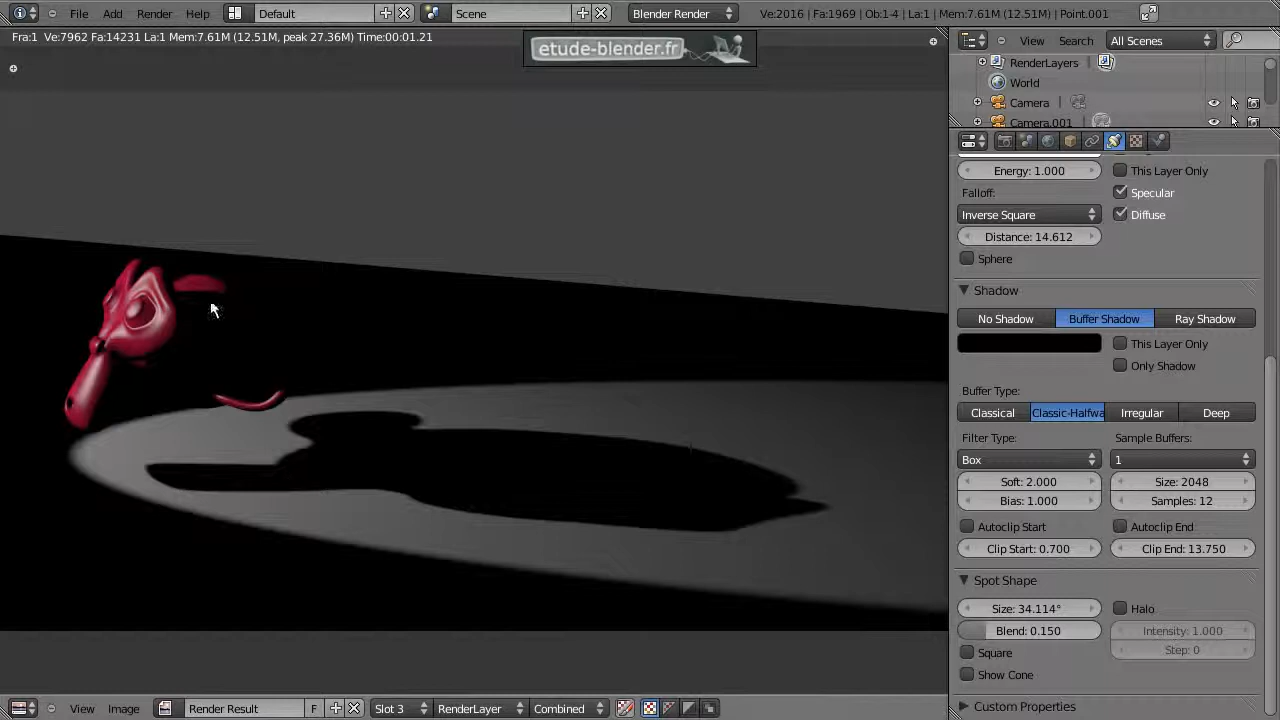 File Add Render Help Default Scene Blender Render Ve:2016 | Fa:1969 | Ob:1-4 | La:1 | Mem:7.61M (12.51M) | Point.001
Fra:1 Ve:7962 Fa:14231 La:1 Mem:7.61M (12.51M, peak 27.36M) Time:00:01.21
etude-blender.fr
View Search All Scenes
RenderLayers
World
Camera
Camera.001
Energy: 1.000 This Layer Only
Falloff: Specular
Inverse Square Diffuse
Distance: 14.612
Sphere
Shadow
No Shadow Buffer Shadow Ray Shadow
This Layer Only
Only Shadow
Buffer Type:
Classical Classic-Halfwa Irregular Deep
Filter Type: Sample Buffers:
Box 1
Soft: 2.000 Size: 2048
Bias: 1.000 Samples: 12
Autoclip Start Autoclip End
Clip Start: 0.700 Clip End: 13.750
Spot Shape
Size: 34.114° Halo
Blend: 0.150 Intensity: 1.000
Square Step: 0
Show Cone
Custom Properties
View Image Render Result F Slot 3 RenderLayer Combined